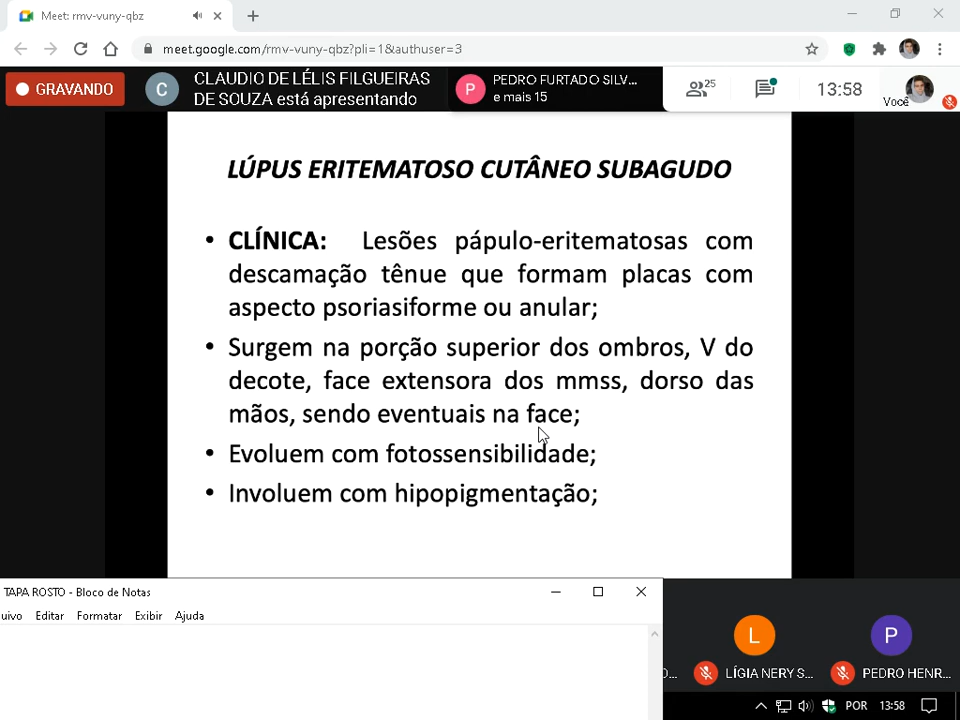 Meet: rmv-vuny-qbz
meet.google.com/rmv-vuny-qbz?pli=1&authuser=3
GRAVANDO
C
CLAUDIO DE LÉLIS FILGUEIRAS
DE SOUZA está apresentando
P
PEDRO FURTADO SILV...
e mais 15
25
13:58
Você
LÚPUS ERITEMATOSO CUTÂNEO SUBAGUDO
• CLÍNICA: Lesões pápulo-eritematosas com
descamação tênue que formam placas com
aspecto psoriasiforme ou anular;
• Surgem na porção superior dos ombros, V do
decote, face extensora dos mmss, dorso das
mãos, sendo eventuais na face;
• Evoluem com fotossensibilidade;
• Involuem com hipopigmentação;
TAPA ROSTO - Bloco de Notas
uivo Editar Formatar Exibir Ajuda
L
P
O...
LÍGIA NERY S...
PEDRO HENR...
POR
13:58